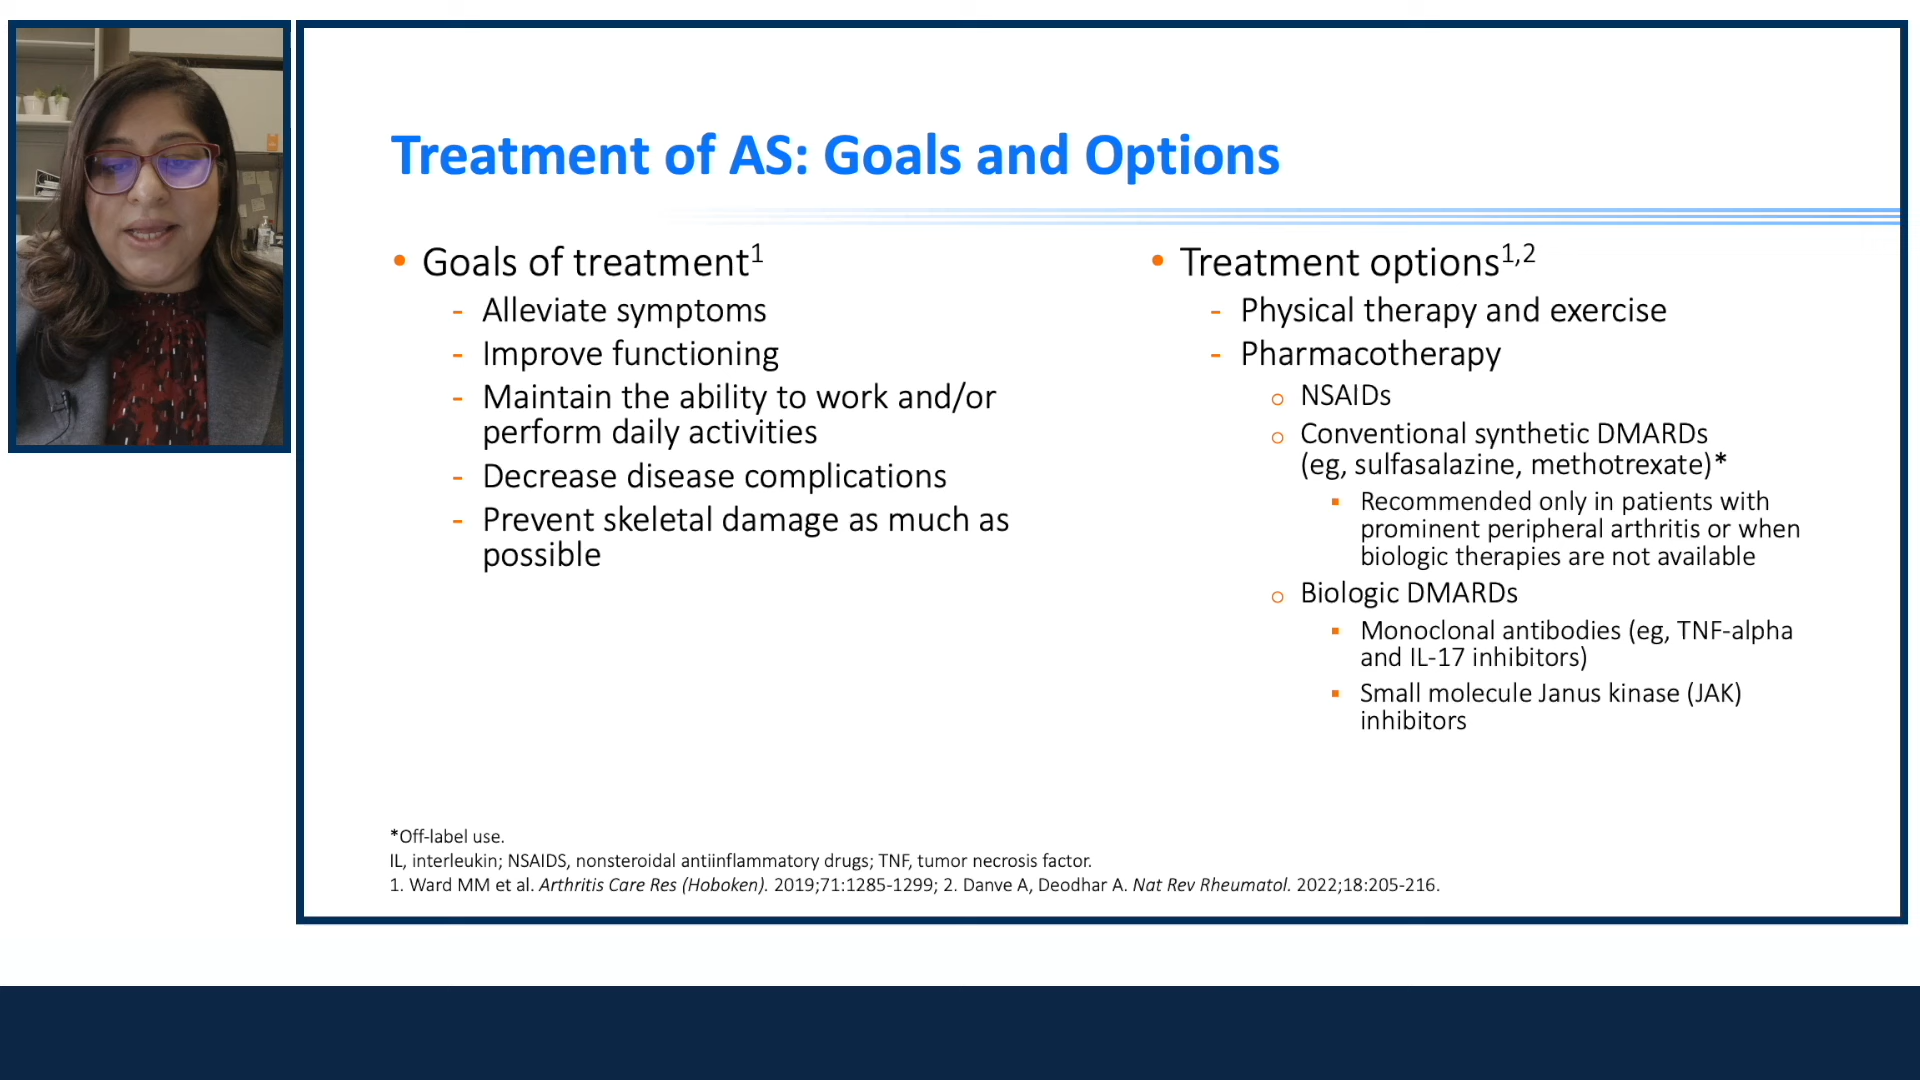 Treatment of AS: Goals and Options
• Goals of treatment1
- Alleviate symptoms
- Improve functioning
- Maintain the ability to work and/or
perform daily activities
- Decrease disease complications
- Prevent skeletal damage as much as
possible
• Treatment options1,2
- Physical therapy and exercise
- Pharmacotherapy
o NSAIDs
o Conventional synthetic DMARDs
(eg, sulfasalazine, methotrexate)*
▪ Recommended only in patients with
prominent peripheral arthritis or when
biologic therapies are not available
o Biologic DMARDs
▪ Monoclonal antibodies (eg, TNF-alpha
and IL-17 inhibitors)
▪ Small molecule Janus kinase (JAK)
inhibitors
*Off-label use.
IL, interleukin; NSAIDS, nonsteroidal antiinflammatory drugs; TNF, tumor necrosis factor.
1. Ward MM et al. Arthritis Care Res (Hoboken). 2019;71:1285-1299; 2. Danve A, Deodhar A. Nat Rev Rheumatol. 2022;18:205-216.